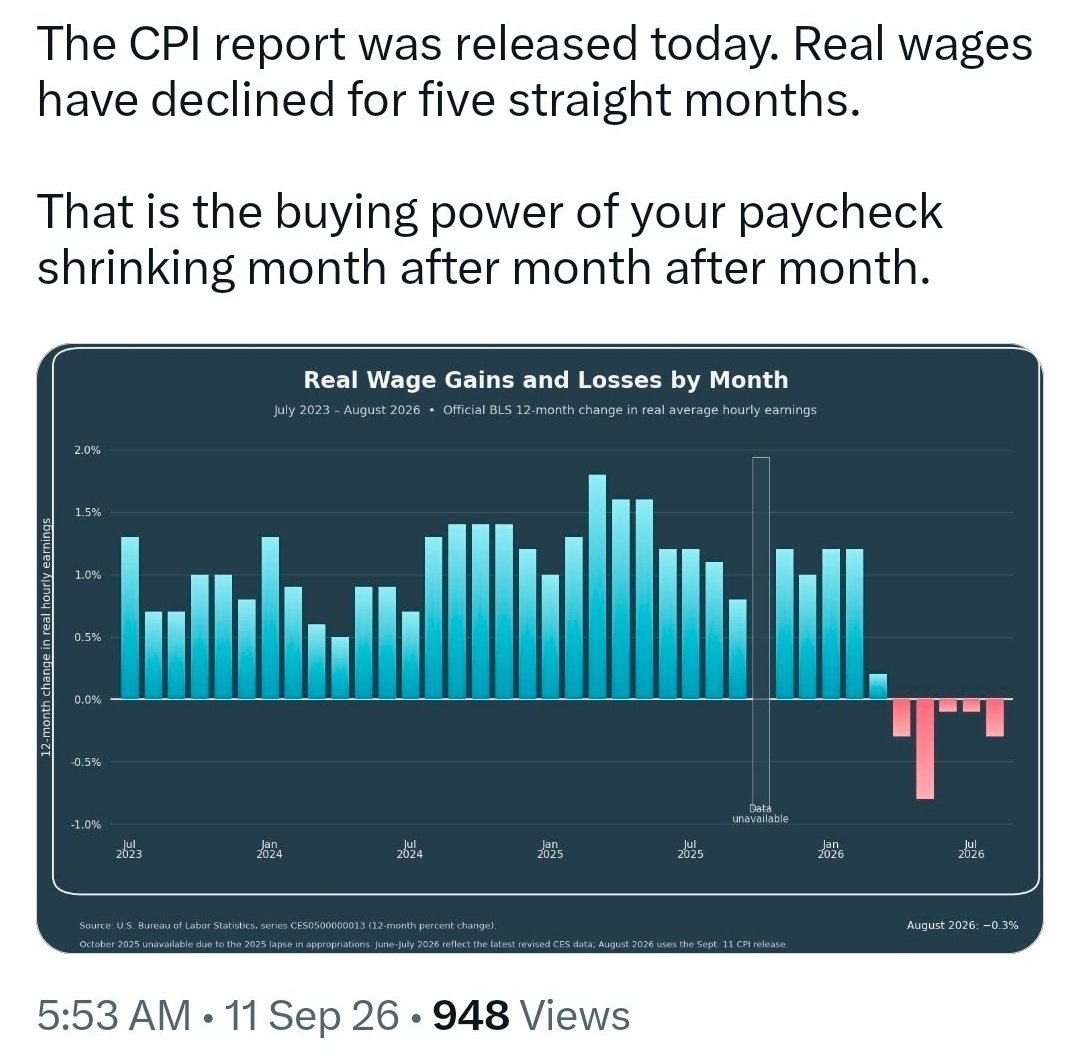 The CPI report was released today. Real wages
have declined for five straight months.
That is the buying power of your paycheck
shrinking month after month after month.
Real Wage Gains and Losses by Month
July 2023 – August 2026 • Official BLS 12-month change in real average hourly earnings
12-month change in real hourly earnings
2.0%
1.5%
1.0%
0.5%
0.0%
-0.5%
-1.0%
Data
unavailable
Jul
2023
Jan
2024
Jul
2024
Jan
2025
Jul
2025
Jan
2026
Jul
2026
Source: U.S. Bureau of Labor Statistics, series CES0500000013 (12-month percent change).
August 2026: −0.3%
October 2025 unavailable due to the 2025 lapse in appropriations. June–July 2026 reflect the latest revised CES data; August 2026 uses the Sept. 11 CPI release.
5:53 AM • 11 Sep 26 • 948 Views